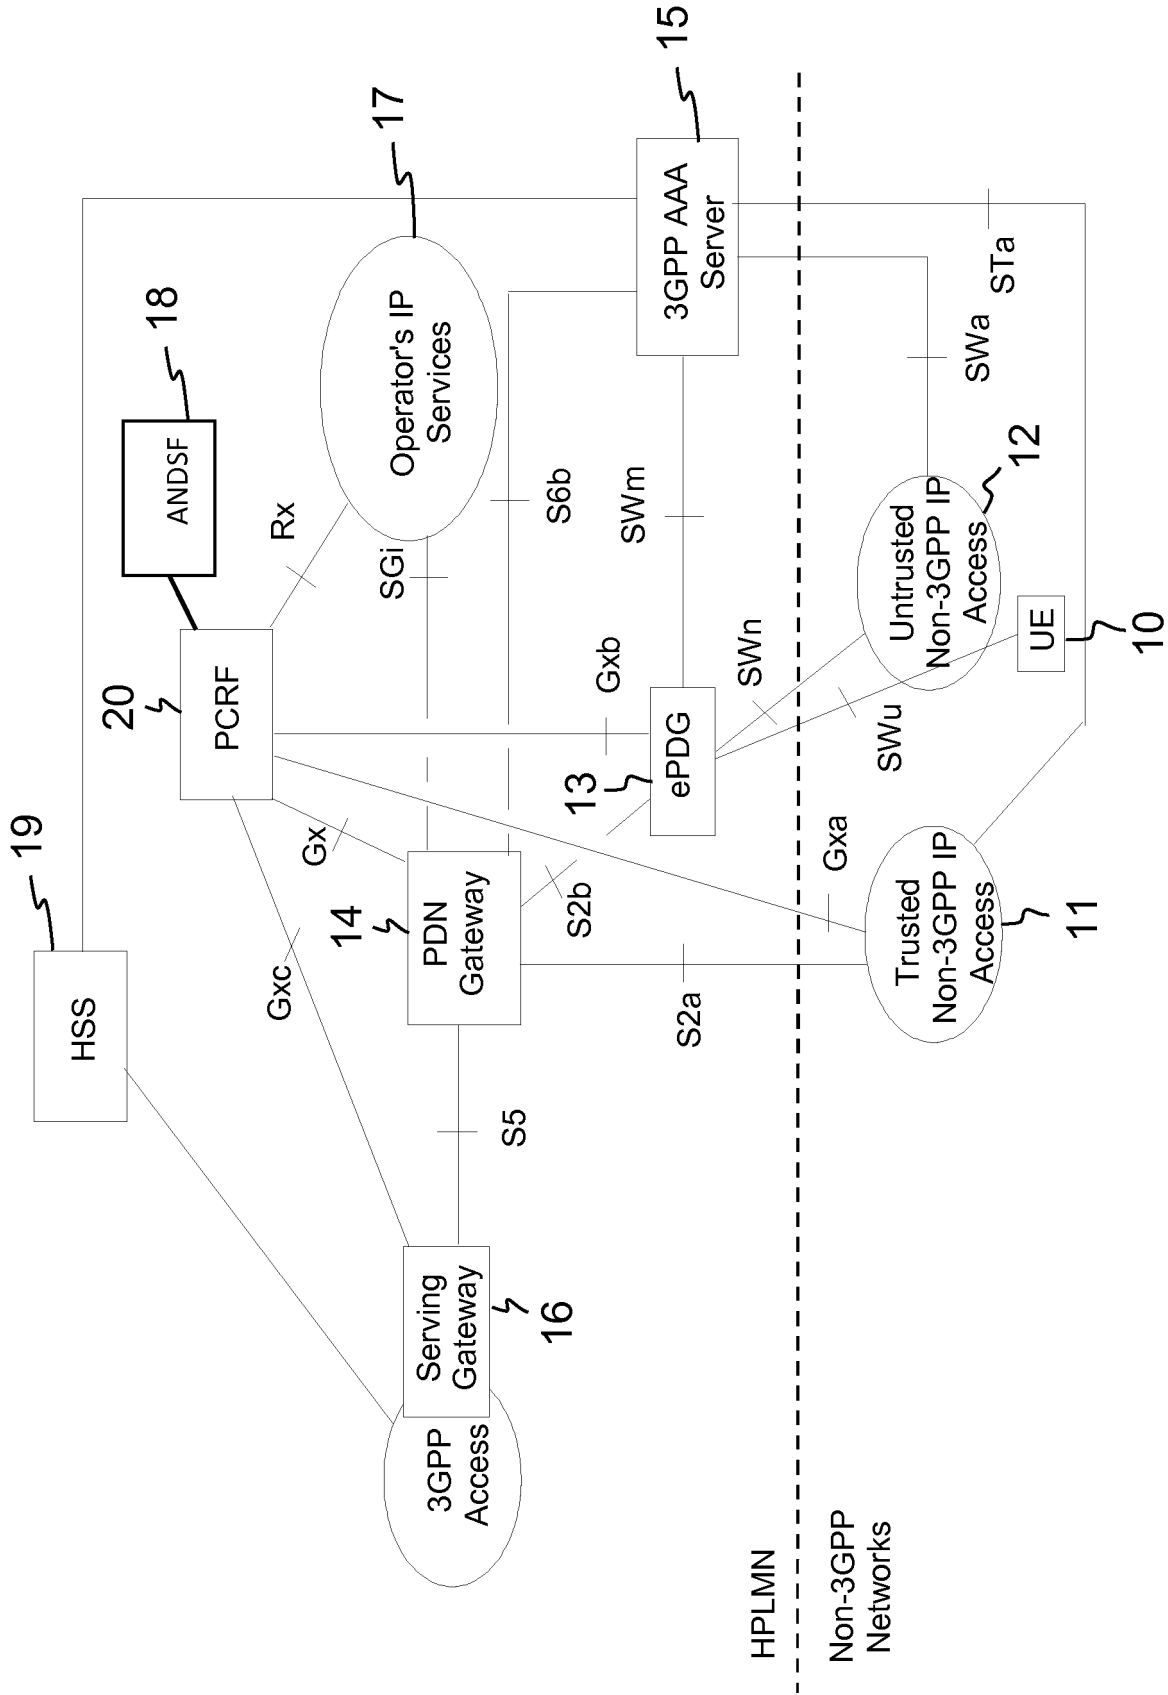 HSS
19
ANDSF
18
PCRF
20
Gxc
Gx
Rx
Operator's IP
Services
17
3GPP
Access
Serving
Gateway
16
S5
PDN
Gateway
14
SGi
S6b
S2b
S2a
Gxb
ePDG
13
SWm
3GPP AAA
Server
15
HPLMN
Non-3GPP
Networks
Gxa
SWn
SWu
Trusted
Non-3GPP IP
Access
11
Untrusted
Non-3GPP IP
Access
12
UE
10
SWa
STa